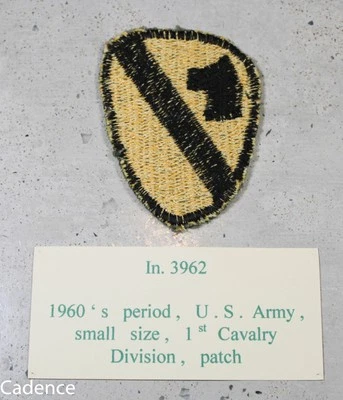 In. 3962
1960 's period, U.S. Army,
small size, 1st Cavalry
Division, patch
Cadence